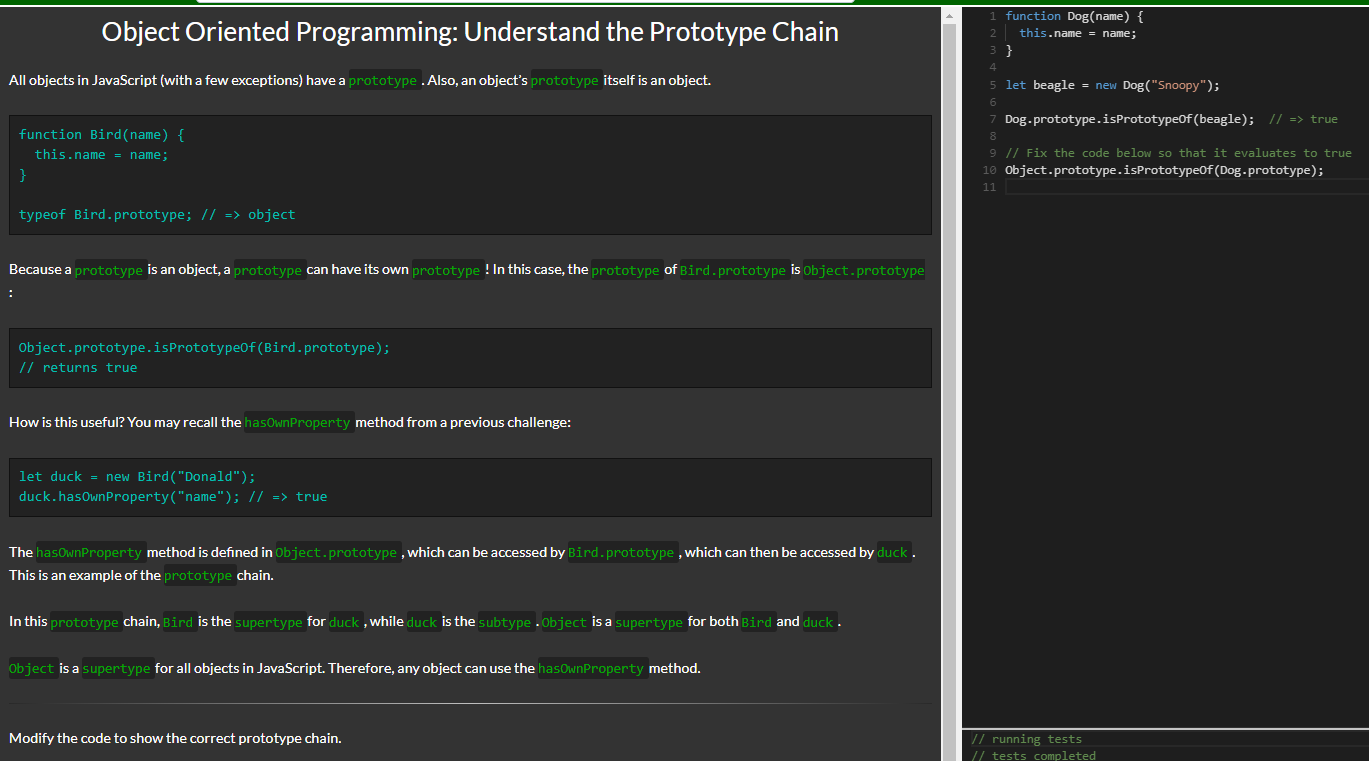 Object Oriented Programming: Understand the Prototype Chain
All objects in JavaScript (with a few exceptions) have a prototype . Also, an object's prototype itself is an object.
function Bird(name) {
this.name = name;
}
typeof Bird.prototype; // => object
Because a prototype is an object, a prototype can have its own prototype ! In this case, the prototype of Bird.prototype is Object.prototype
:
Object.prototype.isPrototypeOf(Bird.prototype);
// returns true
How is this useful? You may recall the hasOwnProperty method from a previous challenge:
let duck = new Bird("Donald");
duck.hasOwnProperty("name"); // => true
The hasOwnProperty method is defined in Object.prototype , which can be accessed by Bird.prototype , which can then be accessed by duck .
This is an example of the prototype chain.
In this prototype chain, Bird is the supertype for duck , while duck is the subtype . Object is a supertype for both Bird and duck .
Object is a supertype for all objects in JavaScript. Therefore, any object can use the hasOwnProperty method.
Modify the code to show the correct prototype chain.
1 function Dog(name) {
2 this.name = name;
3 }
4
5 let beagle = new Dog("Snoopy");
6
7 Dog.prototype.isPrototypeOf(beagle); // => true
8
9 // Fix the code below so that it evaluates to true
10 Object.prototype.isPrototypeOf(Dog.prototype);
11
// running tests
// tests completed